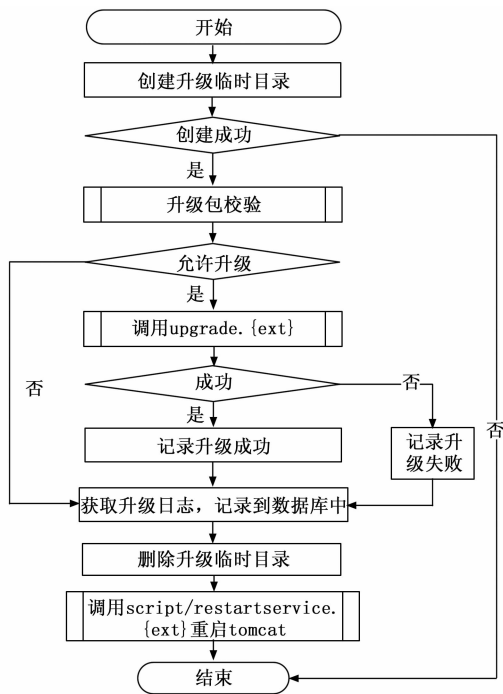 开始
创建升级临时目录
创建成功
是
升级包校验
允许升级
是
调用upgrade.{ext}
成功
否
否
否
是
记录升级成功
记录升
级失败
获取升级日志，记录到数据库中
删除升级临时目录
调用script/restartservice.
{ext}重启tomcat
结束